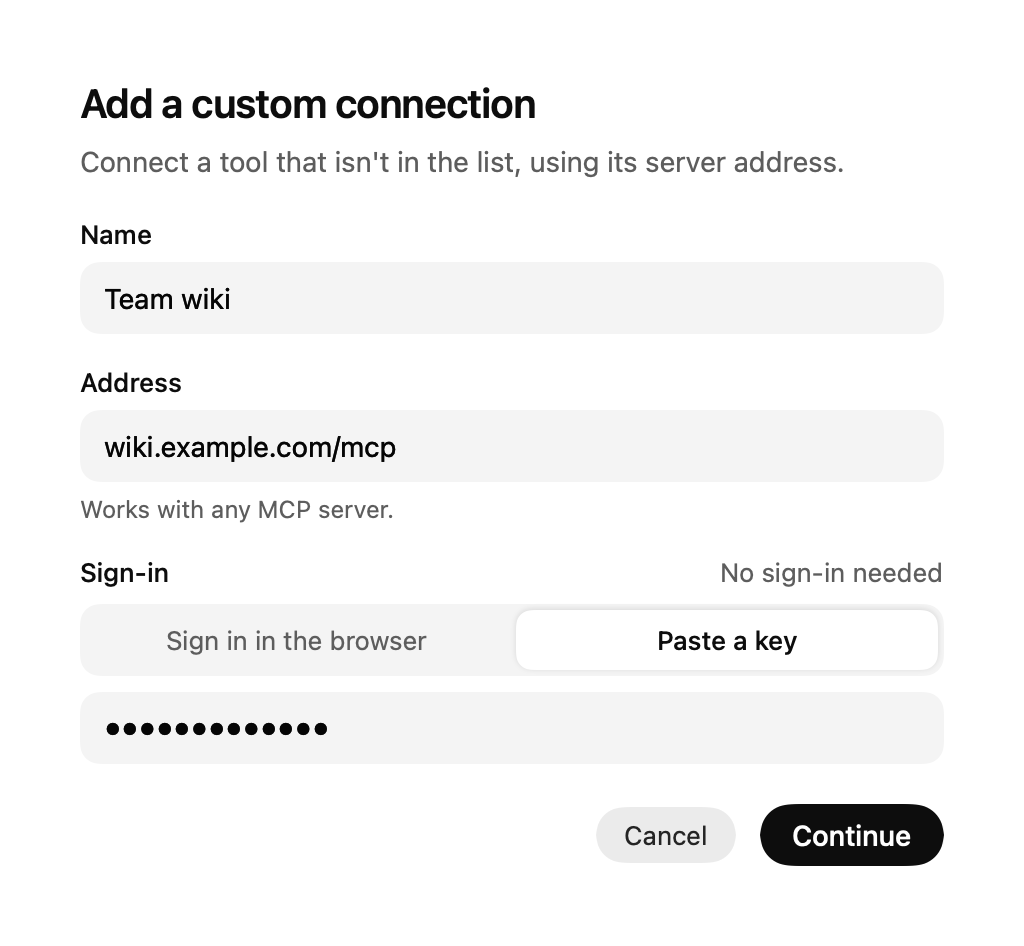 Add a custom connection
Connect a tool that isn't in the list, using its server address.
Name
Team wiki
Address
wiki.example.com/mcp
Works with any MCP server.
Sign-in
No sign-in needed
Sign in in the browser
Paste a key
•••••••••••••
Cancel
Continue